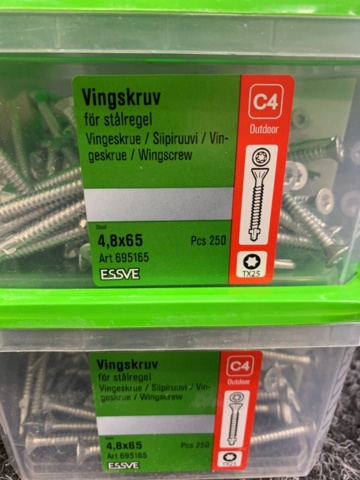 Vingskruv
för stålregel
Vingeskrue / Siipiruuvi / Vin-
geskrue / Wingscrew
C4
Outdoor
4,8x65
Pcs 250
Art 695165
ESSVE
TX25
Vingskruv
för stålregel
Vingeskrue / Siipiruuvi / Vin-
geskrue / Wingscrew
C4
Outdoor
4,8x65
Pcs 250
Art 695165
ESSVE
TX25